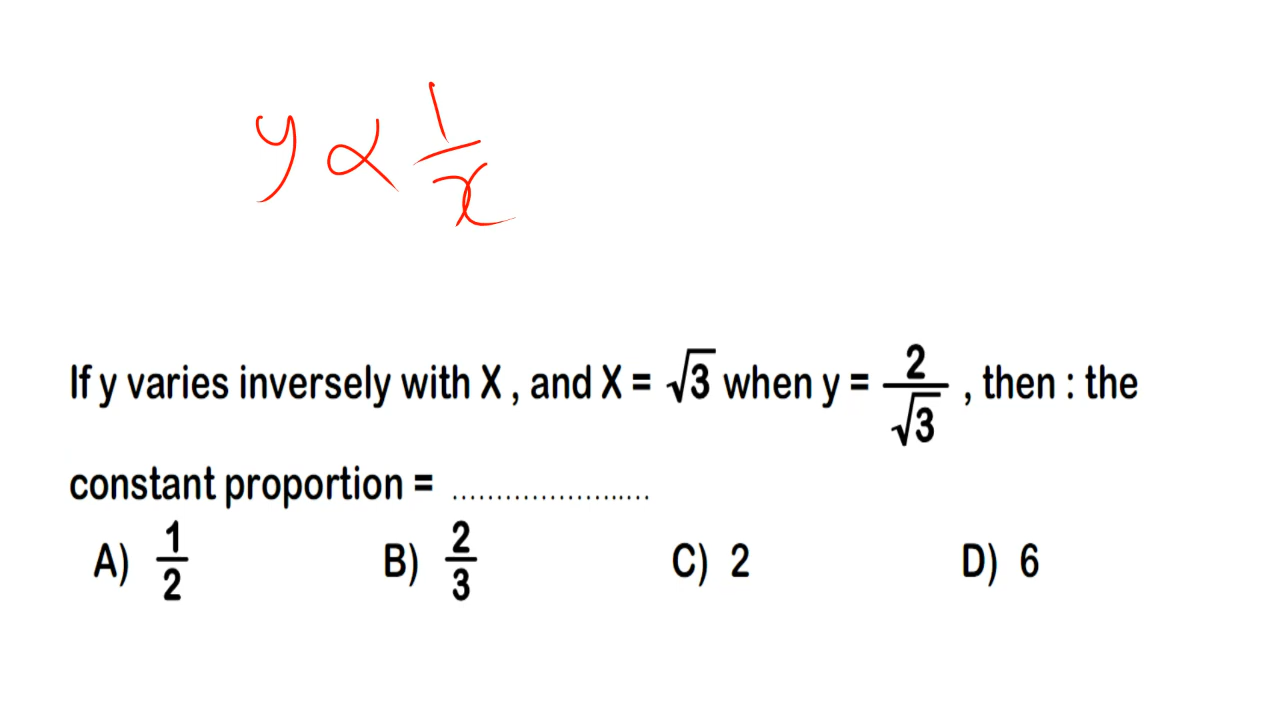 y ∝ 1/x
If y varies inversely with X , and X = √3 when y = 2/√3 , then : the
constant proportion = ......................
A) 1/2 B) 2/3 C) 2 D) 6